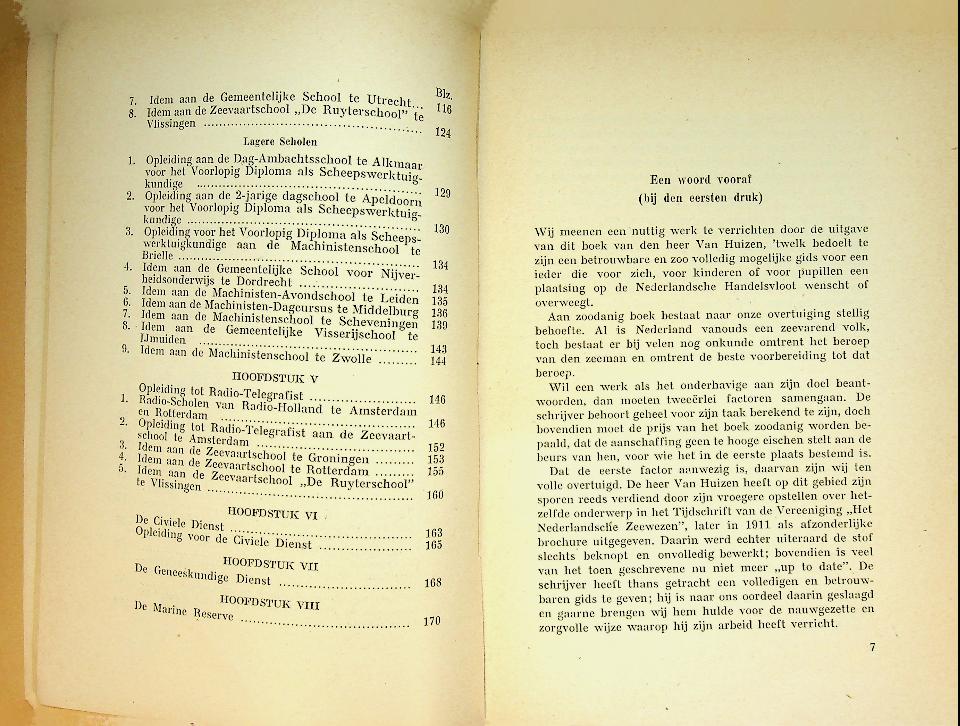 Blz.
7. Idem aan de Gemeentelijke School te Utrecht... 116
8. Idem aan de Zeevaartschool „De Ruyterschool" te
Vlissingen ........ 124
Lagere Scholen
1. Opleiding aan de Dag-Ambachtsschool te Alkmaar
voor het Voorlopig Diploma als Scheepswerktuig-
kundige ........ 129
2. Opleiding aan de 2-jarige dagschool te Apeldoorn
voor het Voorlopig Diploma als Scheepswerktuig-
kundige ........ 130
3. Opleiding voor het Voorlopig Diploma als Scheeps-
werktuigkundige aan de Machinistenschool te
Brielle ........ 134
4. Idem aan de Gemeentelijke School voor Nijver-
heidsonderwijs te Dordrecht ........ 134
5. Idem aan de Machinisten-Avondschool te Leiden 135
6. Idem aan de Machinisten-Dagcursus te Middelburg 136
7. Idem aan de Machinistenschool te Scheveningen 139
8. Idem aan de Gemeentelijke Visserijschool te
IJmuiden ........ 143
9. Idem aan de Machinistenschool te Zwolle ......... 144
HOOFDSTUK V
Opleiding tot Radio-Telegrafist ........ 146
1. Radio-Scholen van Radio-Holland te Amsterdam
en Rotterdam ........ 146
2. Opleiding tot Radio-Telegrafist aan de Zeevaart-
school te Amsterdam ........ 152
3. Idem aan de Zeevaartschool te Groningen ......... 153
4. Idem aan de Zeevaartschool te Rotterdam ......... 155
5. Idem aan de Zeevaartschool „De Ruyterschool"
te Vlissingen ........ 160
HOOFDSTUK VI
De Civiele Dienst ........ 163
Opleiding voor de Civiele Dienst ........ 165
HOOFDSTUK VII
De Geneeskundige Dienst ........ 168
HOOFDSTUK VIII
De Marine Reserve ........ 170
Een woord vooraf
(bij den eersten druk)
Wij meenen een nuttig werk te verrichten door de uitgave
van dit boek van den heer Van Huizen, 'twelk bedoelt te
zijn een betrouwbare en zoo volledig mogelijke gids voor een
ieder die voor zich, voor kinderen of voor pupillen een
plaatsing op de Nederlandsche Handelsvloot wenscht of
overweegt.
Aan zoodanig boek bestaat naar onze overtuiging stellig
behoefte. Al is Nederland vanouds een zeevarend volk,
toch bestaat er bij velen nog onkunde omtrent het beroep
van den zeeman en omtrent de beste voorbereiding tot dat
beroep.
Wil een werk als het onderhavige aan zijn doel beant-
woorden, dan moeten tweeërlei factoren samengaan. De
schrijver behoort geheel voor zijn taak berekend te zijn, doch
bovendien moet de prijs van het boek zoodanig worden be-
paald, dat de aanschaffing geen te hooge eischen stelt aan de
beurs van hen, voor wie het in de eerste plaats bestemd is.
Dat de eerste factor aanwezig is, daarvan zijn wij ten
volle overtuigd. De heer Van Huizen heeft op dit gebied zijn
sporen reeds verdiend door zijn vroegere opstellen over het-
zelfde onderwerp in het Tijdschrift van de Vereeniging „Het
Nederlandsche Zeewezen", later in 1911 als afzonderlijke
brochure uitgegeven. Daarin werd echter uiteraard de stof
slechts beknopt en onvolledig bewerkt; bovendien is veel
van het toen geschrevene nu niet meer „up to date". De
schrijver heeft thans getracht een volledigen en betrouw-
baren gids te geven; hij is naar ons oordeel daarin geslaagd
en gaarne brengen wij hem hulde voor de nauwgezette en
zorgvolle wijze waarop hij zijn arbeid heeft verricht.
7